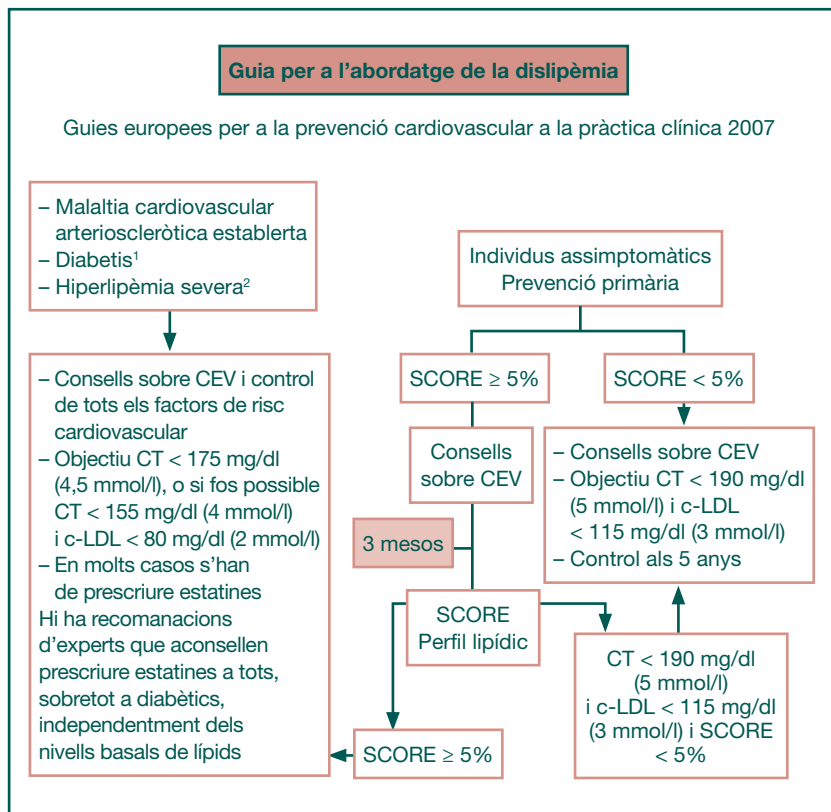 Guia per a l'abordatge de la dislipèmia
Guies europees per a la prevenció cardiovascular a la pràctica clínica 2007
– Malaltia cardiovascular
arterioscleròtica establerta
– Diabetis¹
– Hiperlipèmia severa²
Individus assimptomàtics
Prevenció primària
SCORE ≥ 5%
SCORE < 5%
– Consells sobre CEV i control
de tots els factors de risc
cardiovascular
– Objectiu CT < 175 mg/dl
(4,5 mmol/l), o si fos possible
CT < 155 mg/dl (4 mmol/l)
i c-LDL < 80 mg/dl (2 mmol/l)
– En molts casos s'han
de prescriure estatines
Hi ha recomanacions
d'experts que aconsellen
prescriure estatines a tots,
sobretot a diabètics,
independentment dels
nivells basals de lípids
Consells
sobre CEV
– Consells sobre CEV
– Objectiu CT < 190 mg/dl
(5 mmol/l) i c-LDL
< 115 mg/dl (3 mmol/l)
– Control als 5 anys
3 mesos
SCORE
Perfil lipídic
CT < 190 mg/dl
(5 mmol/l)
i c-LDL < 115 mg/dl
(3 mmol/l) i SCORE
< 5%
SCORE ≥ 5%